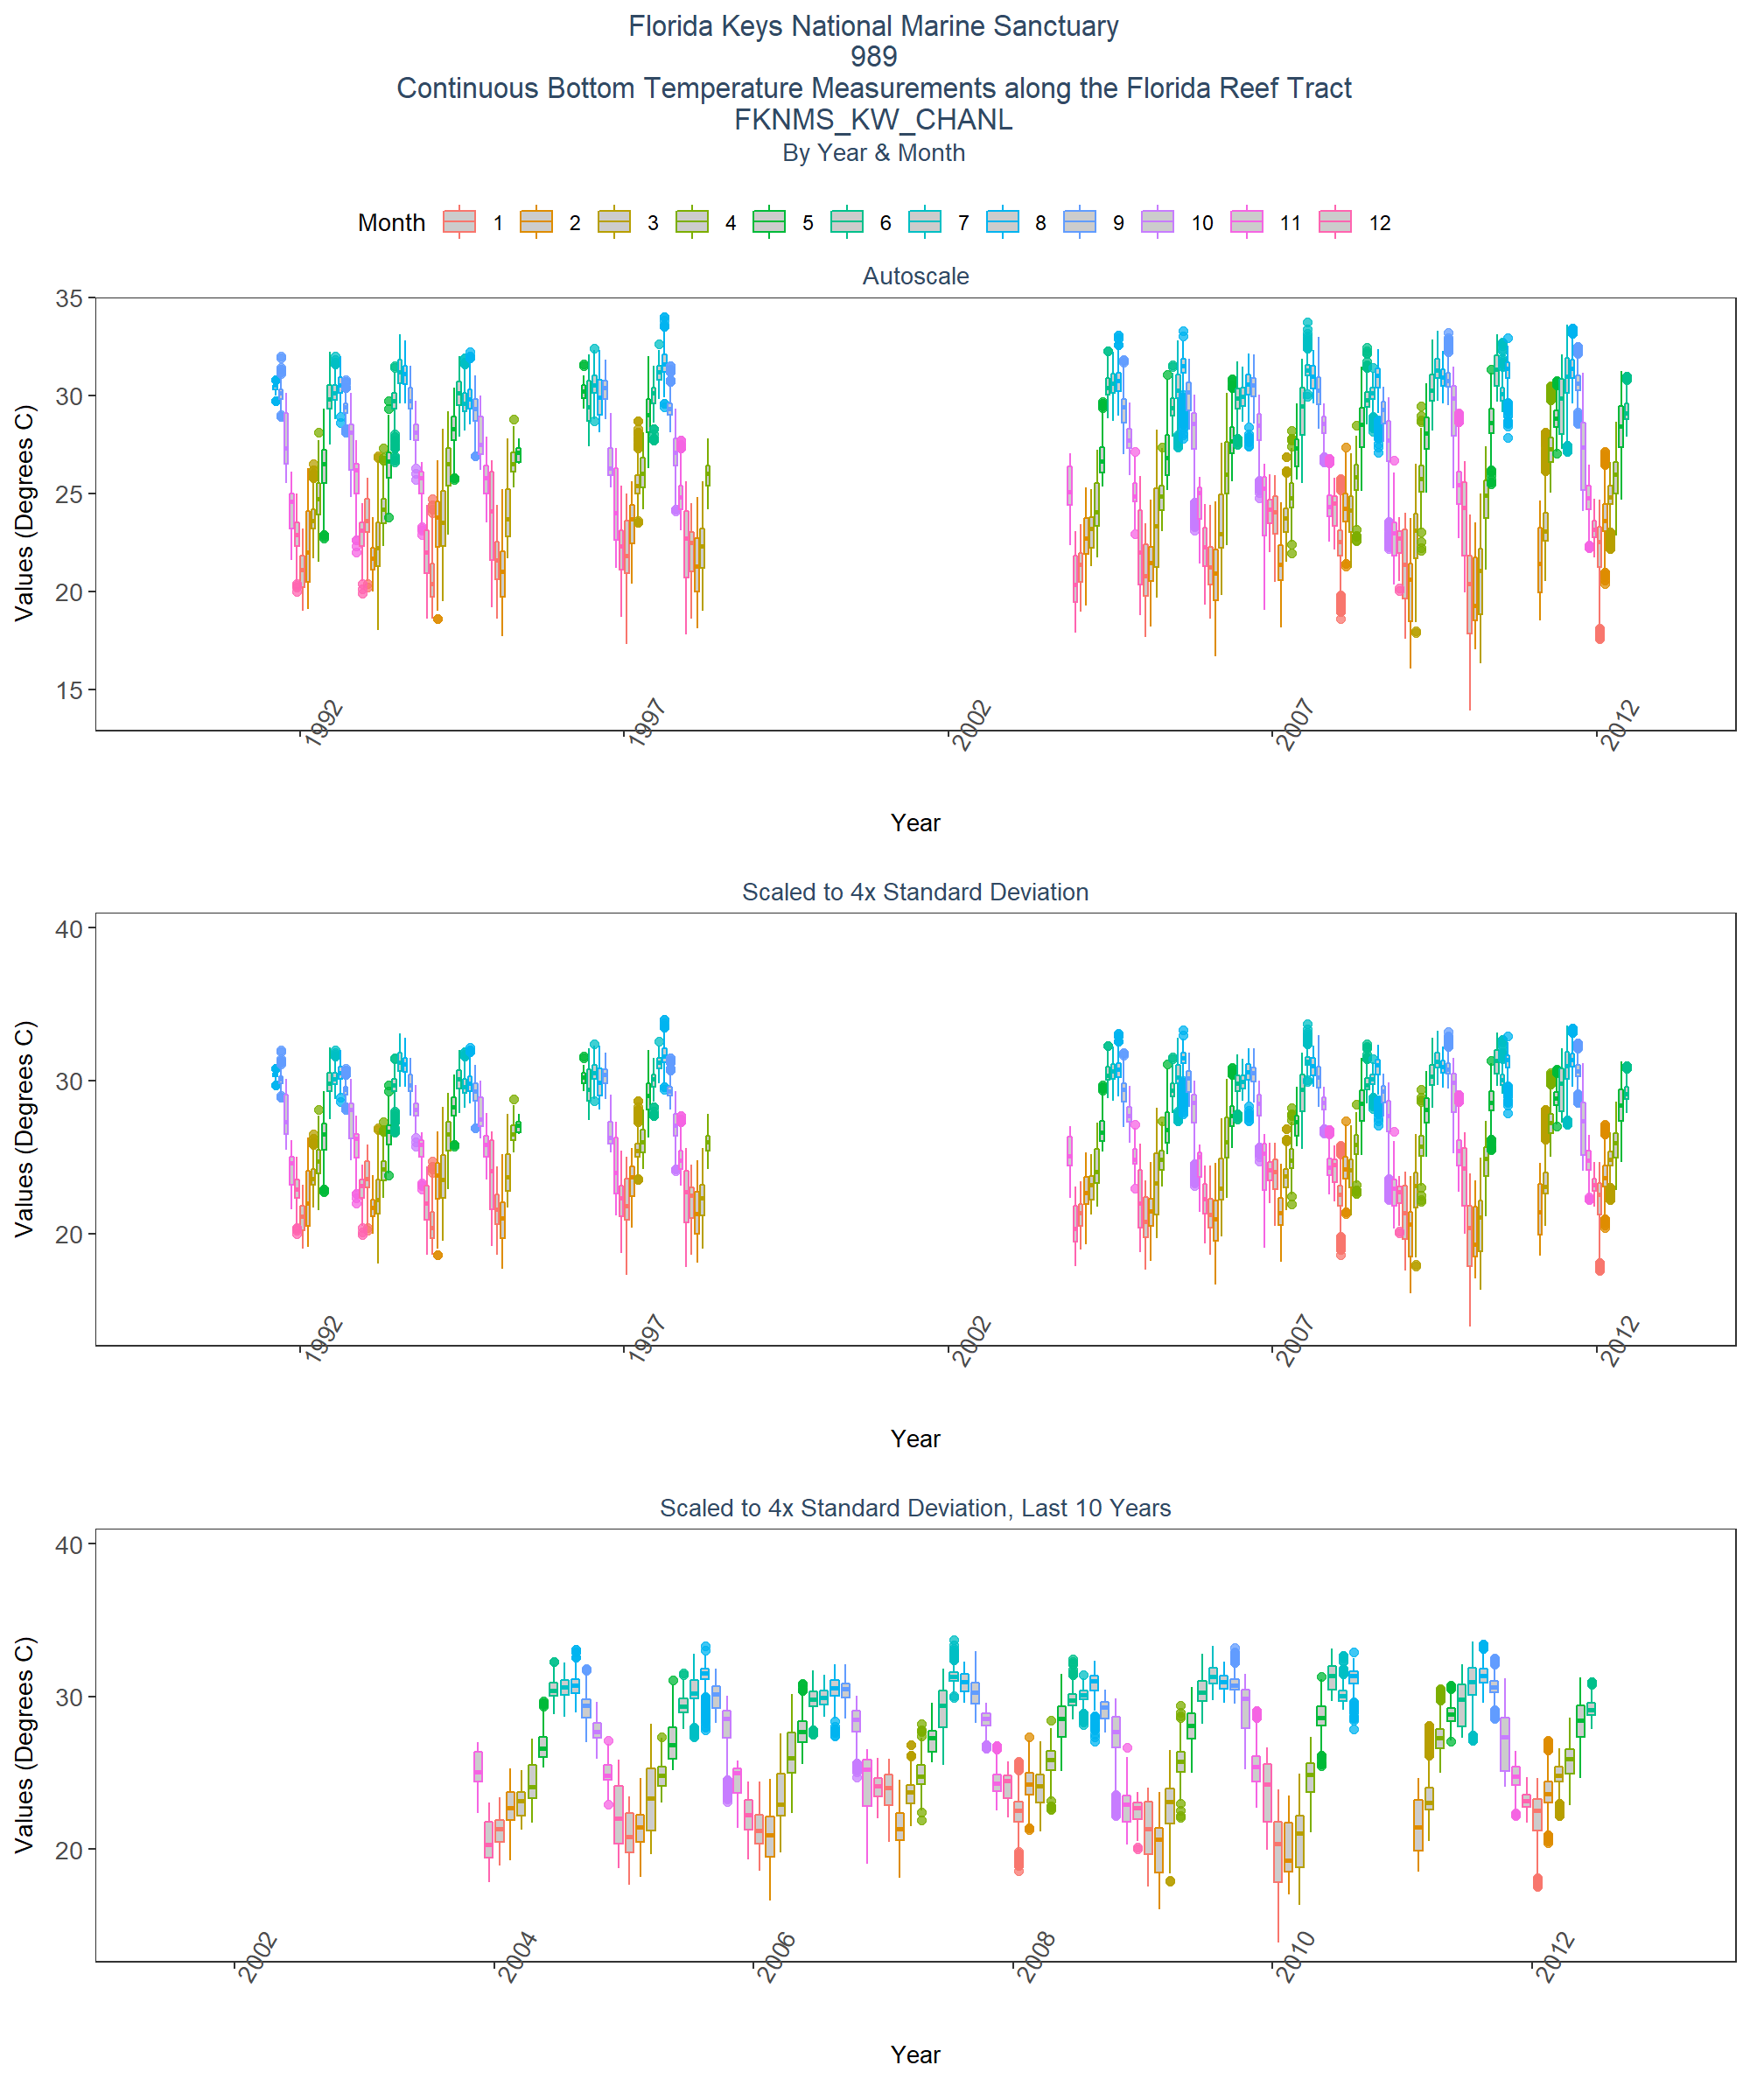 Florida Keys National Marine Sanctuary
989
Continuous Bottom Temperature Measurements along the Florida Reef Tract
FKNMS_KW_CHANL
By Year & Month
Month 1 2 3 4 5 6 7 8 9 10 11 12
Autoscale
35
30
25
20
15
Values (Degrees C)
1992 1997 2002 2007 2012
Year
Scaled to 4x Standard Deviation
40
30
20
Values (Degrees C)
1992 1997 2002 2007 2012
Year
Scaled to 4x Standard Deviation, Last 10 Years
40
30
20
Values (Degrees C)
2002 2004 2006 2008 2010 2012
Year